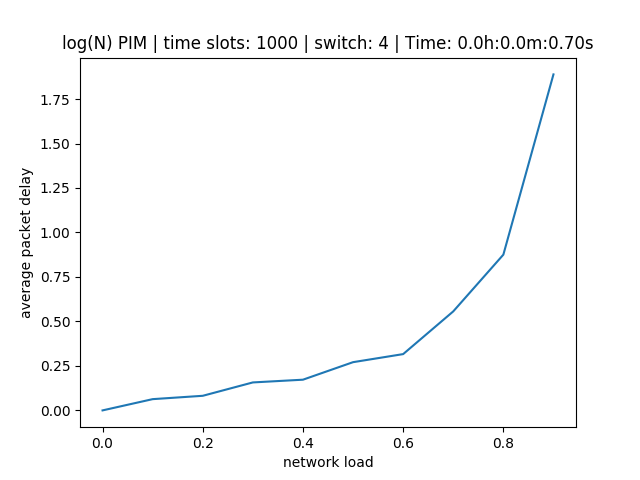 log(N) PIM | time slots: 1000 | switch: 4 | Time: 0.0h:0.0m:0.70s
average packet delay
1.75
1.50
1.25
1.00
0.75
0.50
0.25
0.00
0.0 0.2 0.4 0.6 0.8
network load